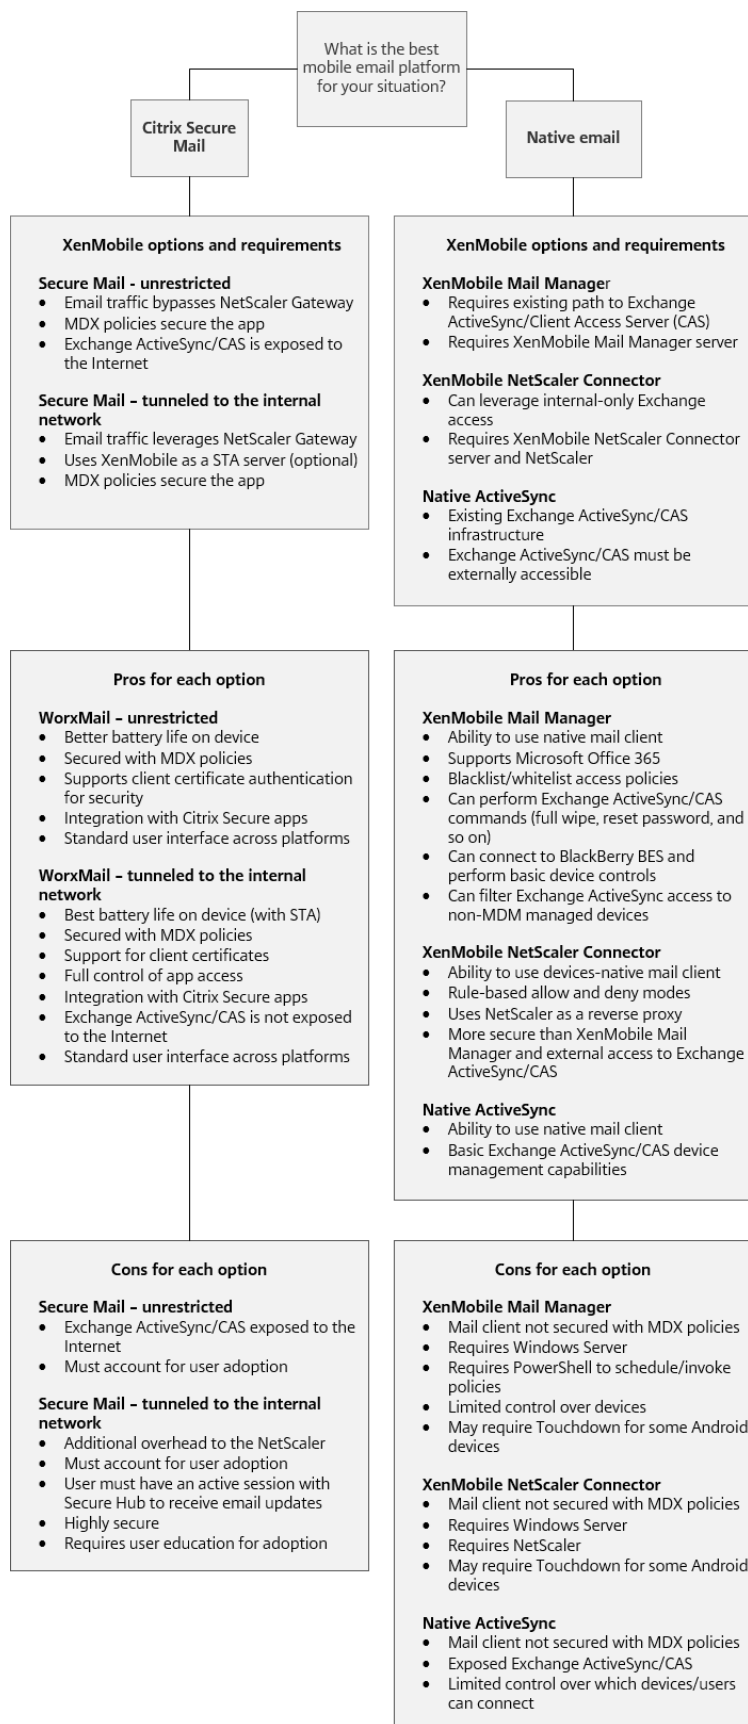 What is the best
mobile email platform
for your situation?
Citrix Secure
Mail
Native email
XenMobile options and requirements
Secure Mail - unrestricted
• Email traffic bypasses NetScaler Gateway
• MDX policies secure the app
• Exchange ActiveSync/CAS is exposed to
the Internet
Secure Mail – tunneled to the internal
network
• Email traffic leverages NetScaler Gateway
• Uses XenMobile as a STA server (optional)
• MDX policies secure the app
XenMobile options and requirements
XenMobile Mail Manager
• Requires existing path to Exchange
ActiveSync/Client Access Server (CAS)
• Requires XenMobile Mail Manager server
XenMobile NetScaler Connector
• Can leverage internal-only Exchange
access
• Requires XenMobile NetScaler Connector
server and NetScaler
Native ActiveSync
• Existing Exchange ActiveSync/CAS
infrastructure
• Exchange ActiveSync/CAS must be
externally accessible
Pros for each option
WorxMail – unrestricted
• Better battery life on device
• Secured with MDX policies
• Supports client certificate authentication
for security
• Integration with Citrix Secure apps
• Standard user interface across platforms
WorxMail – tunneled to the internal
network
• Best battery life on device (with STA)
• Secured with MDX policies
• Support for client certificates
• Full control of app access
• Integration with Citrix Secure apps
• Exchange ActiveSync/CAS is not exposed
to the Internet
• Standard user interface across platforms
Pros for each option
XenMobile Mail Manager
• Ability to use native mail client
• Supports Microsoft Office 365
• Blacklist/whitelist access policies
• Can perform Exchange ActiveSync/CAS
commands (full wipe, reset password, and
so on)
• Can connect to BlackBerry BES and
perform basic device controls
• Can filter Exchange ActiveSync access to
non-MDM managed devices
XenMobile NetScaler Connector
• Ability to use devices-native mail client
• Rule-based allow and deny modes
• Uses NetScaler as a reverse proxy
• More secure than XenMobile Mail
Manager and external access to Exchange
ActiveSync/CAS
Native ActiveSync
• Ability to use native mail client
• Basic Exchange ActiveSync/CAS device
management capabilities
Cons for each option
Secure Mail – unrestricted
• Exchange ActiveSync/CAS exposed to the
Internet
• Must account for user adoption
Secure Mail – tunneled to the internal
network
• Additional overhead to the NetScaler
• Must account for user adoption
• User must have an active session with
Secure Hub to receive email updates
• Highly secure
• Requires user education for adoption
Cons for each option
XenMobile Mail Manager
• Mail client not secured with MDX policies
• Requires Windows Server
• Requires PowerShell to schedule/invoke
policies
• Limited control over devices
• May require Touchdown for some Android
devices
XenMobile NetScaler Connector
• Mail client not secured with MDX policies
• Requires Windows Server
• Requires NetScaler
• May require Touchdown for some Android
devices
Native ActiveSync
• Mail client not secured with MDX policies
• Exposed Exchange ActiveSync/CAS
• Limited control over which devices/users
can connect